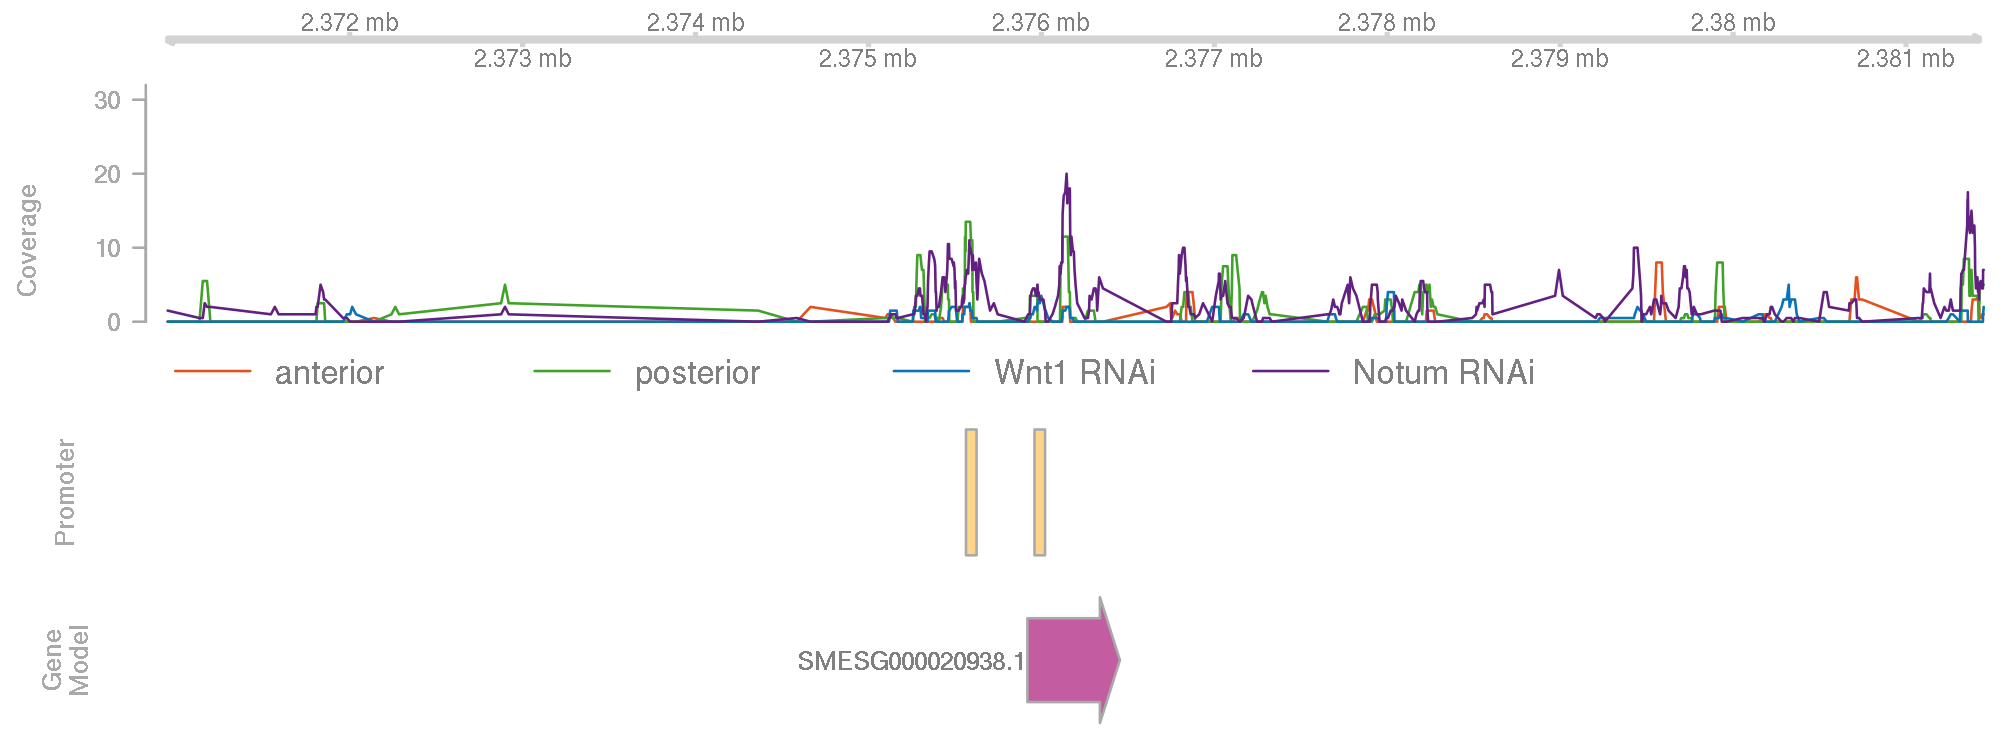 2.372 mb 2.374 mb 2.376 mb 2.378 mb 2.38 mb
2.373 mb 2.375 mb 2.377 mb 2.379 mb 2.381 mb
30
20
10
0
Coverage
anterior posterior Wnt1 RNAi Notum RNAi
Promoter
Gene
Model
SMESG000020938.1